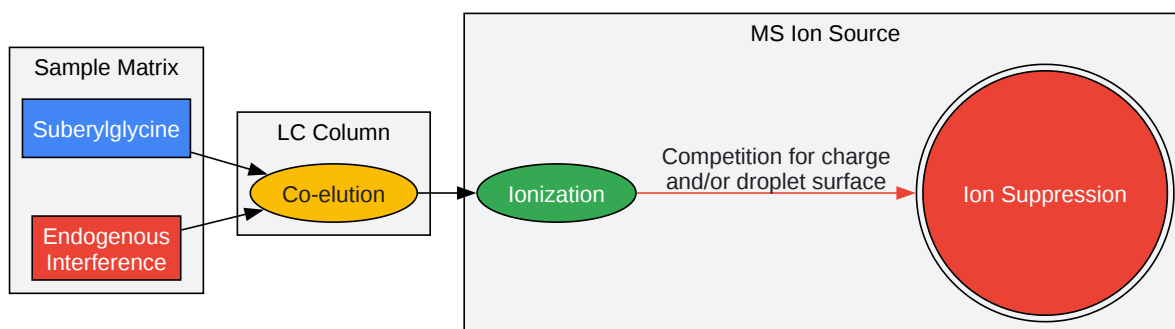 MS Ion Source
Sample Matrix
Suberylglycine
LC Column
Co-elution
Endogenous
Interference
Ionization
Competition for charge
and/or droplet surface
Ion Suppression